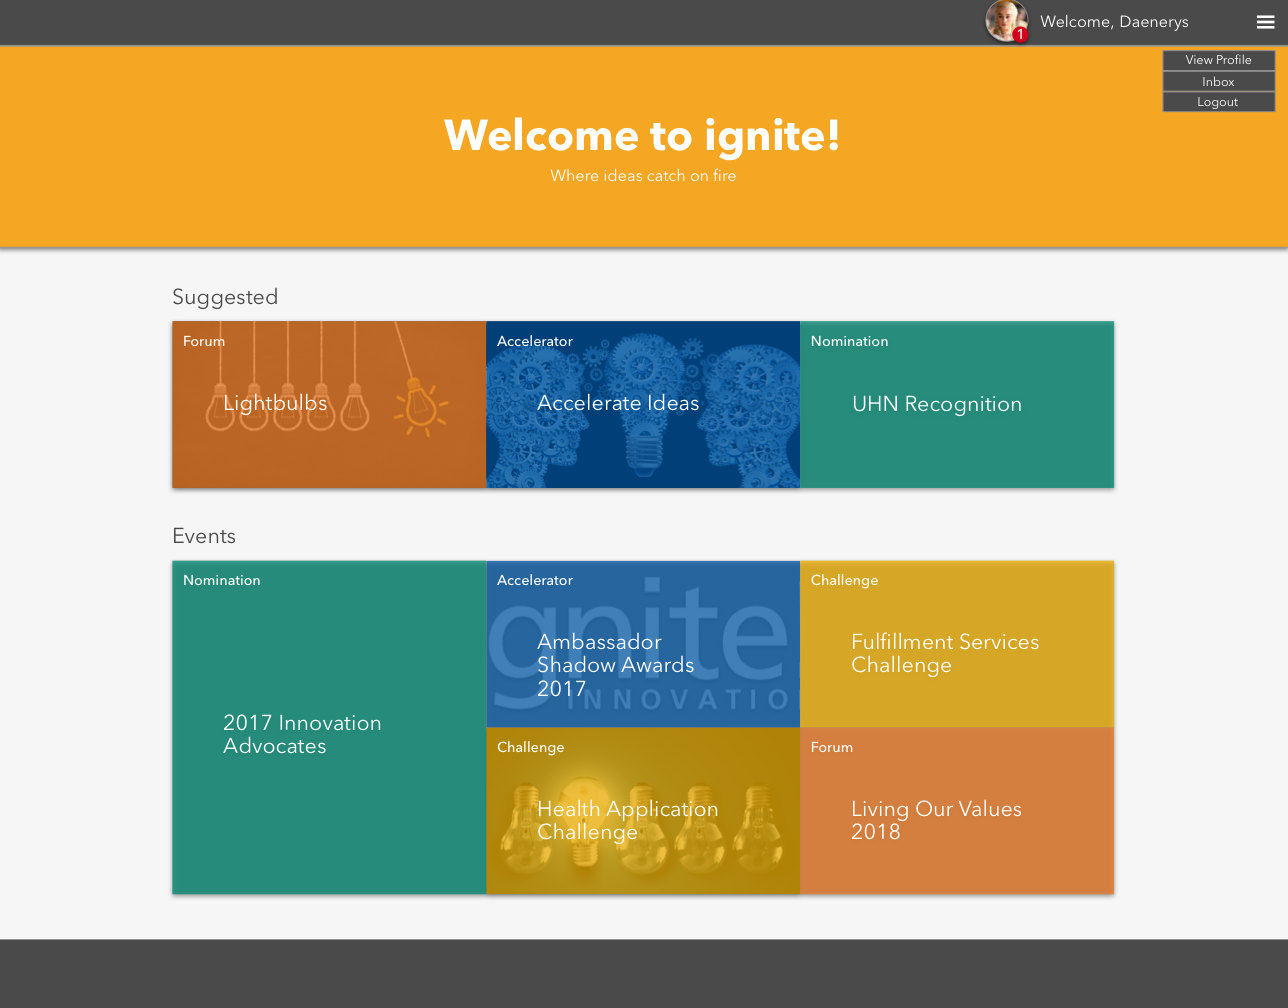 1
Welcome, Daenerys
View Profile
Inbox
Logout
Welcome to ignite!
Where ideas catch on fire
Suggested
Forum
Lightbulbs
Accelerator
Accelerate Ideas
Nomination
UHN Recognition
Events
Nomination
2017 Innovation
Advocates
Accelerator
gnite
INNOVATIO
Ambassador
Shadow Awards
2017
Challenge
Fulfillment Services
Challenge
Challenge
Health Application
Challenge
Forum
Living Our Values
2018